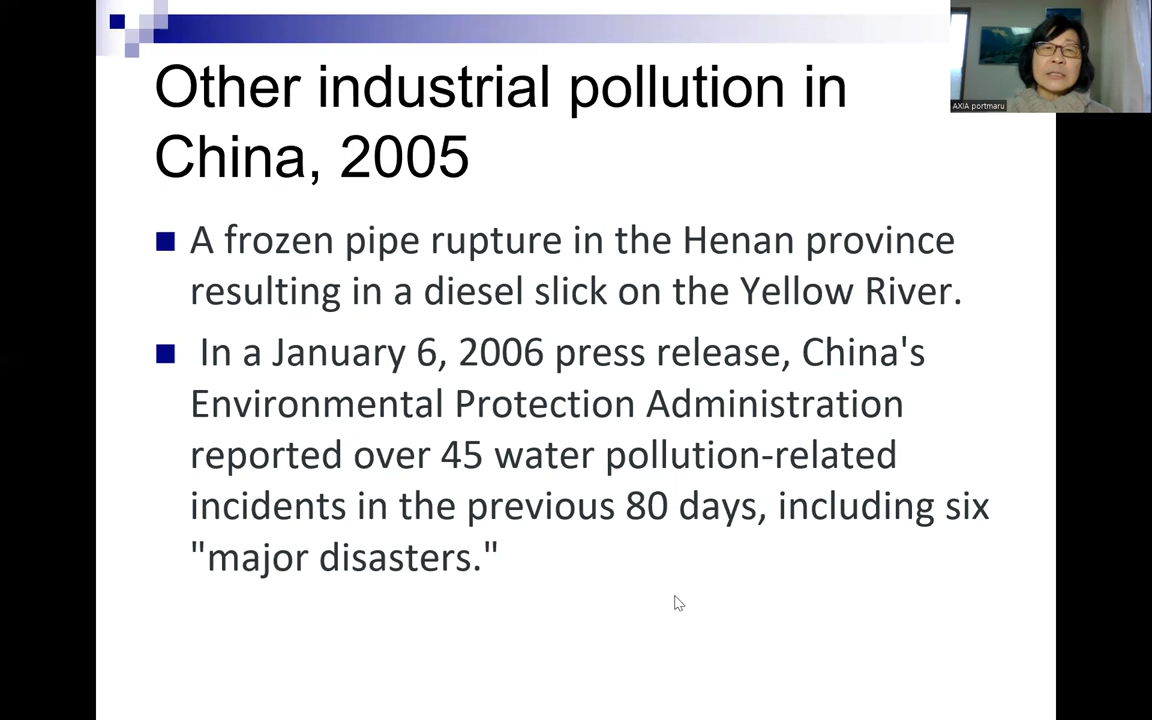 Other industrial pollution in
China, 2005
A frozen pipe rupture in the Henan province
resulting in a diesel slick on the Yellow River.
In a January 6, 2006 press release, China's
Environmental Protection Administration
reported over 45 water pollution-related
incidents in the previous 80 days, including six
"major disasters."
AXIA portmaru